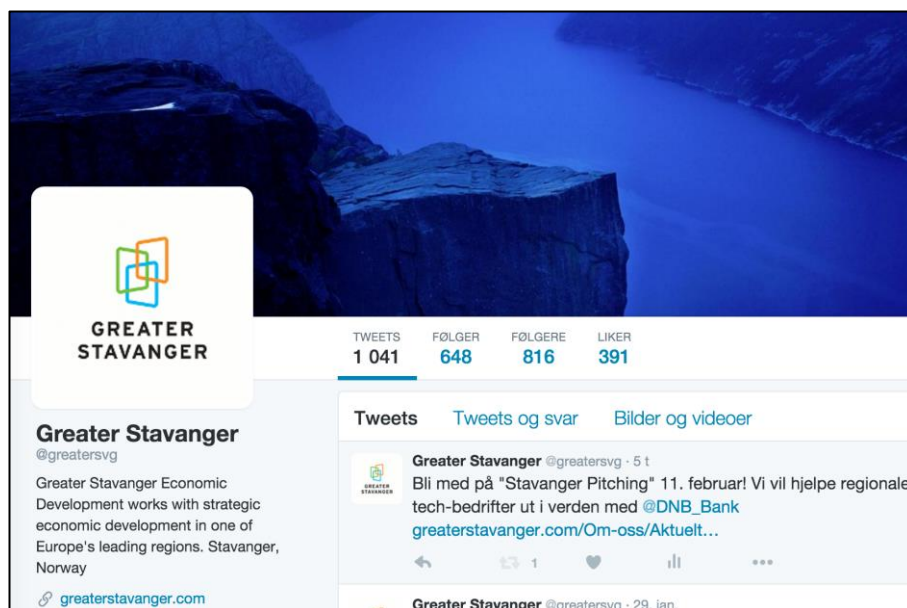 GREATER
STAVANGER
TWEETS
1 041
FØLGER
648
FØLGERE
816
LIKER
391
Greater Stavanger
@greatersvg
Greater Stavanger Economic
Development works with strategic
economic development in one of
Europe's leading regions. Stavanger,
Norway
greaterstavanger.com
Tweets Tweets og svar Bilder og videoer
GREATER
STAVANGER
Greater Stavanger @greatersvg · 5 t
Bli med på "Stavanger Pitching" 11. februar! Vi vil hjelpe regionale
tech-bedrifter ut i verden med @DNB_Bank
greaterstavanger.com/Om-oss/Aktuelt…
1
Greater Stavanger @greatersvg · 29. jan.